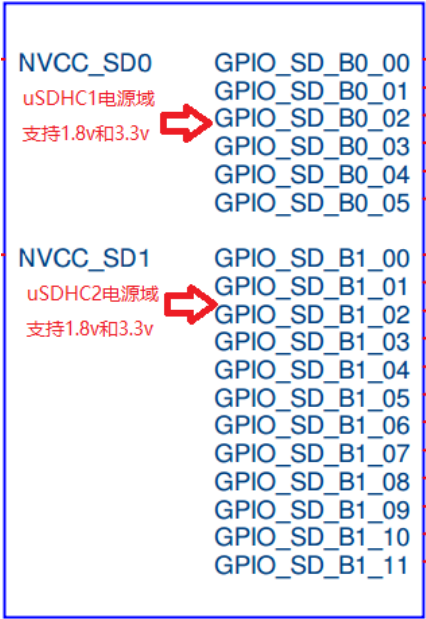 NVCC_SD0 GPIO_SD_B0_00
uSDHC1电源域 GPIO_SD_B0_01
GPIO_SD_B0_02
支持1.8v和3.3v GPIO_SD_B0_03
GPIO_SD_B0_04
GPIO_SD_B0_05
NVCC_SD1 GPIO_SD_B1_00
uSDHC2电源域 GPIO_SD_B1_01
GPIO_SD_B1_02
支持1.8v和3.3v GPIO_SD_B1_03
GPIO_SD_B1_04
GPIO_SD_B1_05
GPIO_SD_B1_06
GPIO_SD_B1_07
GPIO_SD_B1_08
GPIO_SD_B1_09
GPIO_SD_B1_10
GPIO_SD_B1_11